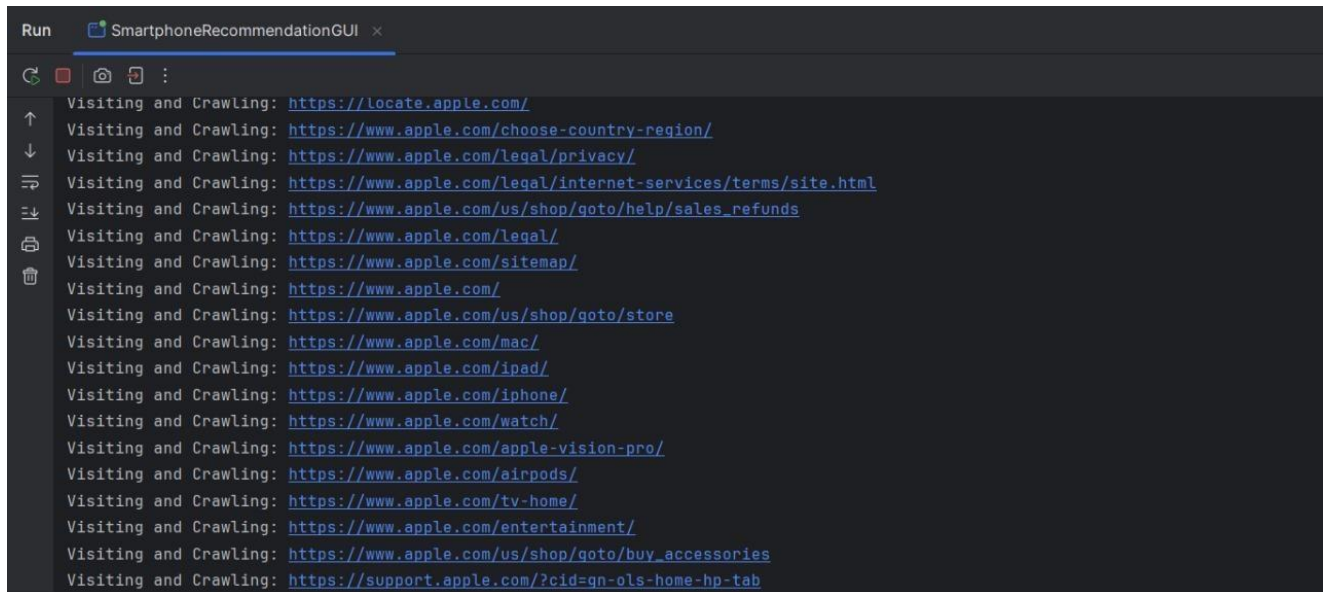 Run SmartphoneRecommendationGUI
Visiting and Crawling: https://locate.apple.com/
Visiting and Crawling: https://www.apple.com/choose-country-region/
Visiting and Crawling: https://www.apple.com/legal/privacy/
Visiting and Crawling: https://www.apple.com/legal/internet-services/terms/site.html
Visiting and Crawling: https://www.apple.com/us/shop/goto/help/sales_refunds
Visiting and Crawling: https://www.apple.com/legal/
Visiting and Crawling: https://www.apple.com/sitemap/
Visiting and Crawling: https://www.apple.com/
Visiting and Crawling: https://www.apple.com/us/shop/goto/store
Visiting and Crawling: https://www.apple.com/mac/
Visiting and Crawling: https://www.apple.com/ipad/
Visiting and Crawling: https://www.apple.com/iphone/
Visiting and Crawling: https://www.apple.com/watch/
Visiting and Crawling: https://www.apple.com/apple-vision-pro/
Visiting and Crawling: https://www.apple.com/airpods/
Visiting and Crawling: https://www.apple.com/tv-home/
Visiting and Crawling: https://www.apple.com/entertainment/
Visiting and Crawling: https://www.apple.com/us/shop/goto/buy_accessories
Visiting and Crawling: https://support.apple.com/?cid=gn-ols-home-hp-tab